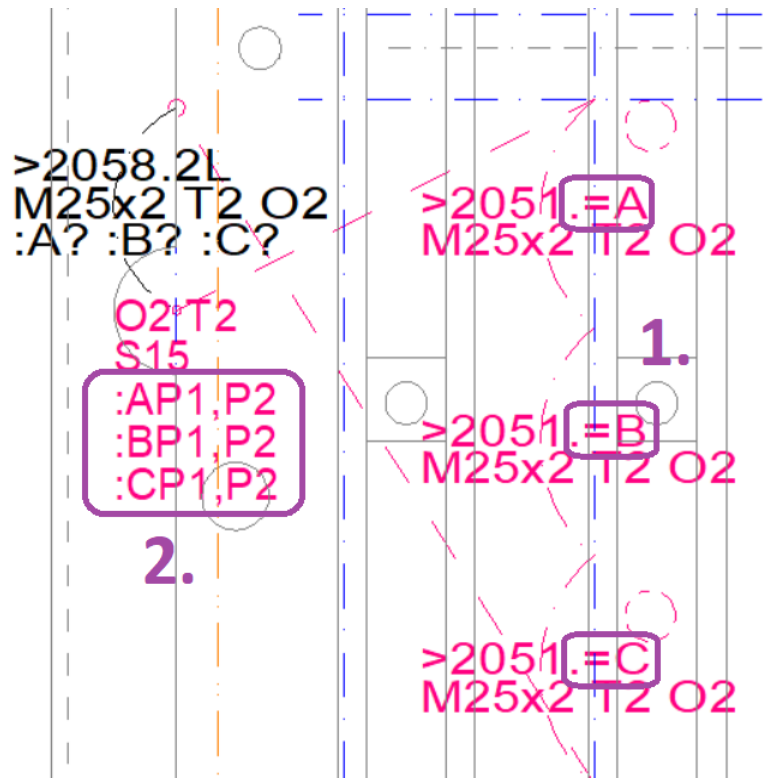 >2058.2L
M25x2 T2 O2
:A? :B? :C?
O2 T2
S15
:AP1,P2
:BP1,P2
:CP1,P2
2.
>2051.=A
M25x2 T2 O2
1.
>2051.=B
M25x2 T2 O2
>2051.=C
M25x2 T2 O2